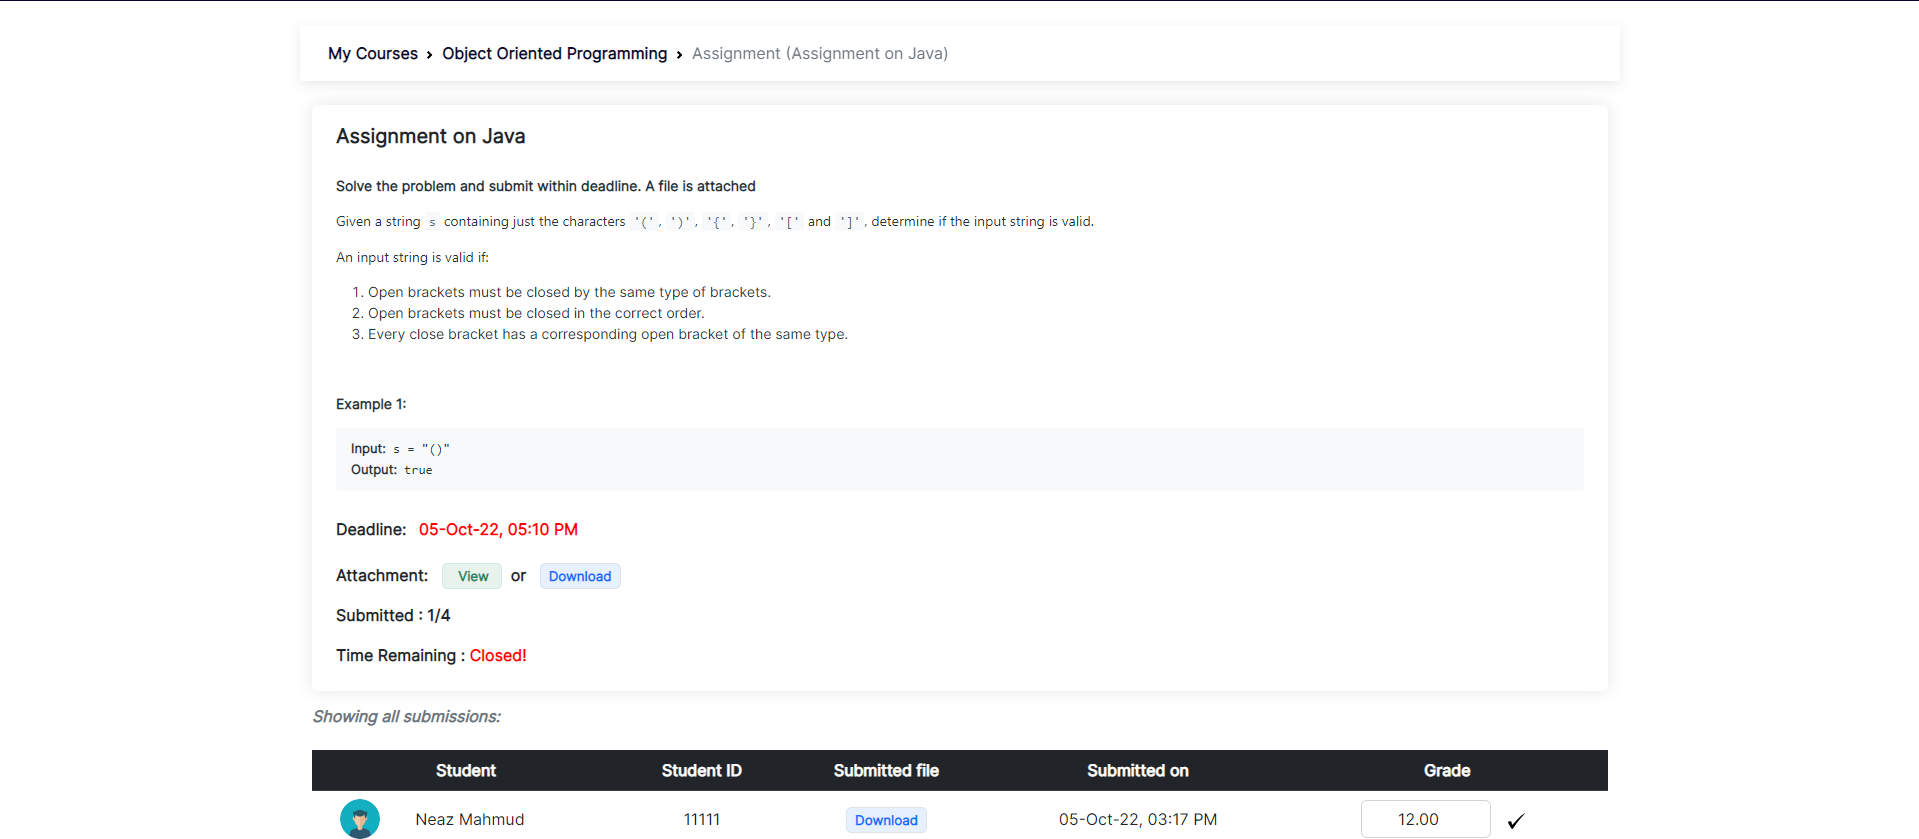 My Courses › Object Oriented Programming › Assignment (Assignment on Java)
Assignment on Java
Solve the problem and submit within deadline. A file is attached
Given a string s containing just the characters '(', ')', '{', '}', '[' and ']', determine if the input string is valid.
An input string is valid if:
1. Open brackets must be closed by the same type of brackets.
2. Open brackets must be closed in the correct order.
3. Every close bracket has a corresponding open bracket of the same type.
Example 1:
Input: s = "()"
Output: true
Deadline: 05-Oct-22, 05:10 PM
Attachment: View or Download
Submitted : 1/4
Time Remaining : Closed!
Showing all submissions:
Student Student ID Submitted file Submitted on Grade
Neaz Mahmud 11111 Download 05-Oct-22, 03:17 PM 12.00